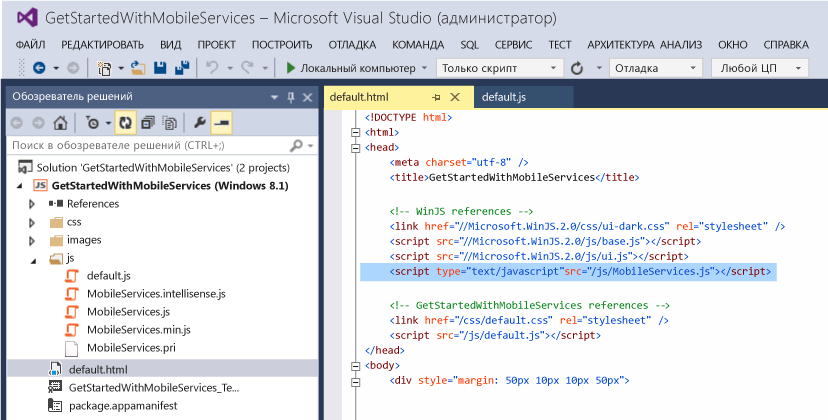 GetStartedWithMobileServices – Microsoft Visual Studio (администратор)
ФАЙЛ РЕДАКТИРОВАТЬ ВИД ПРОЕКТ ПОСТРОИТЬ ОТЛАДКА КОМАНДА SQL СЕРВИС ТЕСТ АРХИТЕКТУРА АНАЛИЗ ОКНО СПРАВКА
Локальный компьютер Только скрипт Отладка Любой ЦП
Обозреватель решений
Поиск в обозревателе решений (CTRL+;)
Solution 'GetStartedWithMobileServices' (2 projects)
JS GetStartedWithMobileServices (Windows 8.1)
References
css
images
js
default.js
MobileServices.intellisense.js
MobileServices.js
MobileServices.min.js
MobileServices.pri
default.html
GetStartedWithMobileServices_Te...
package.appamanifest
default.html default.js
<!DOCTYPE html>
<html>
<head>
<meta charset="utf-8" />
<title>GetStartedWithMobileServices</title>
<!-- WinJS references -->
<link href="//Microsoft.WinJS.2.0/css/ui-dark.css" rel="stylesheet" />
<script src="//Microsoft.WinJS.2.0/js/base.js"></script>
<script src="//Microsoft.WinJS.2.0/js/ui.js"></script>
<script type="text/javascript"src="/js/MobileServices.js"></script>
<!-- GetStartedWithMobileServices references -->
<link href="/css/default.css" rel="stylesheet" />
<script src="/js/default.js"></script>
</head>
<body>
<div style="margin: 50px 10px 10px 50px">